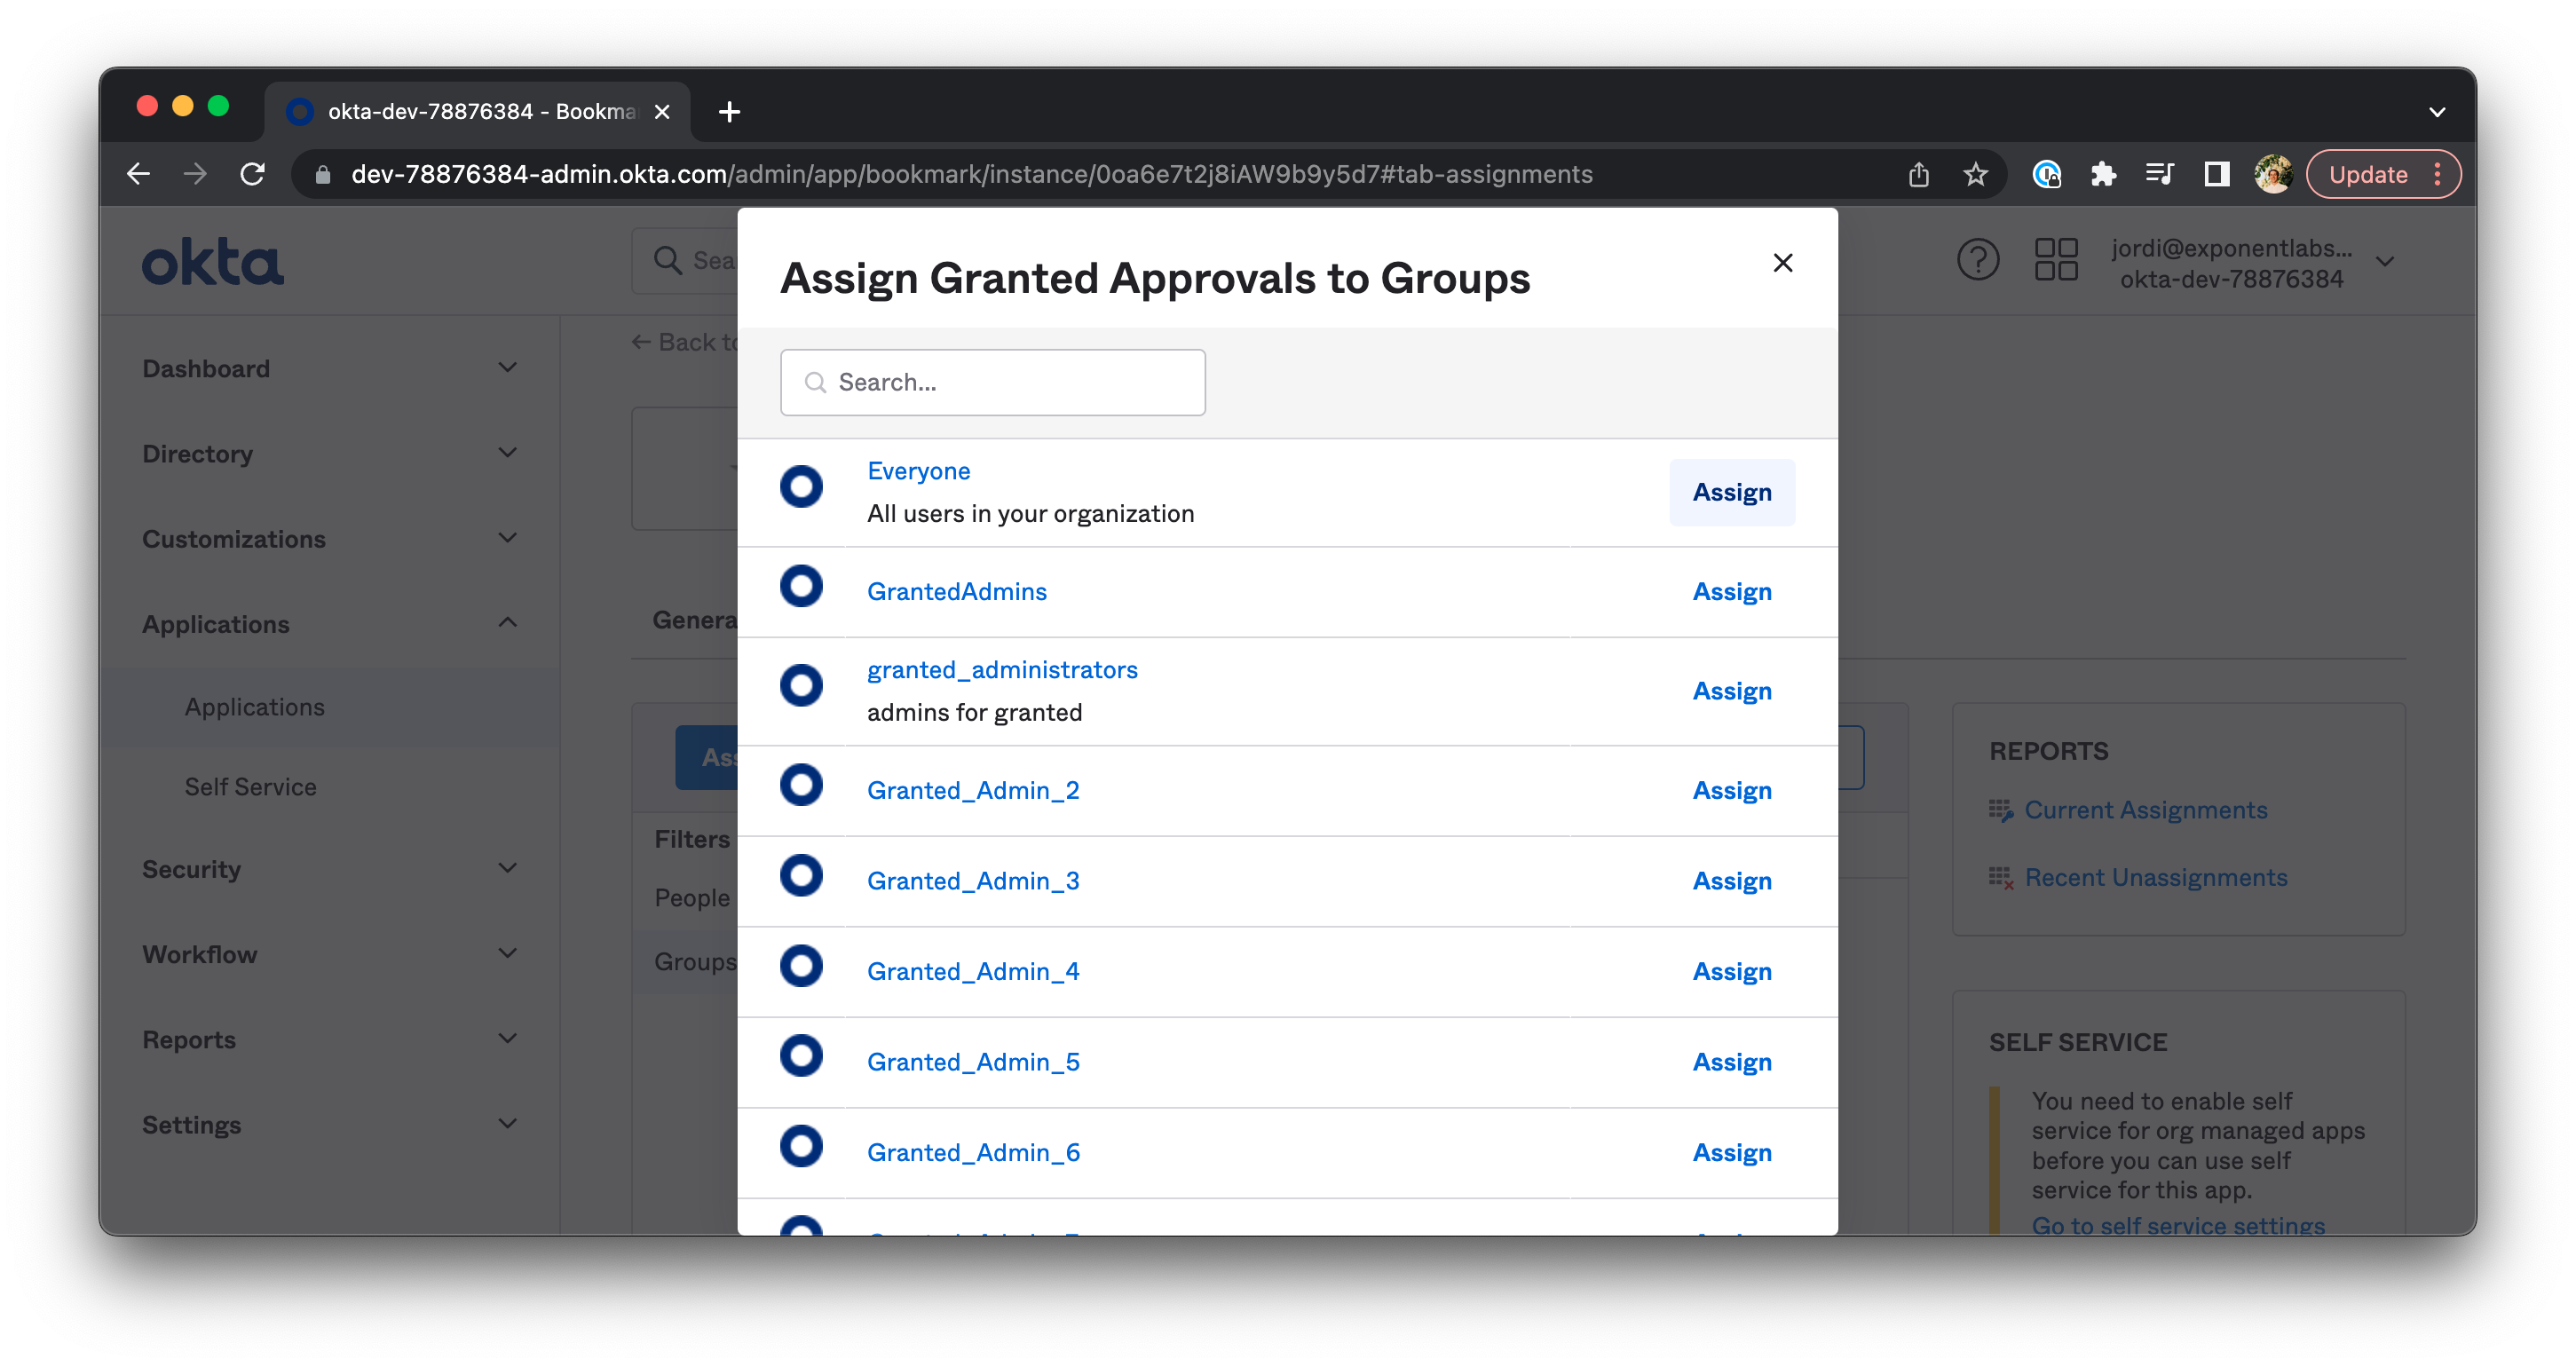 okta-dev-78876384 - Bookma
dev-78876384-admin.okta.com/admin/app/bookmark/instance/0oa6e7t2j8iAW9b9y5d7#tab-assignments
Update
okta
Sea
jordi@exponentlabs...
okta-dev-78876384
Dashboard
Directory
Customizations
Applications
Applications
Self Service
Security
Workflow
Reports
Settings
← Back to
Genera
Ass
Filters
People
Groups
Assign Granted Approvals to Groups
Search...
Everyone
All users in your organization
Assign
GrantedAdmins
Assign
granted_administrators
admins for granted
Assign
Granted_Admin_2
Assign
Granted_Admin_3
Assign
Granted_Admin_4
Assign
Granted_Admin_5
Assign
Granted_Admin_6
Assign
REPORTS
Current Assignments
Recent Unassignments
SELF SERVICE
You need to enable self
service for org managed apps
before you can use self
service for this app.
Go to self service settings